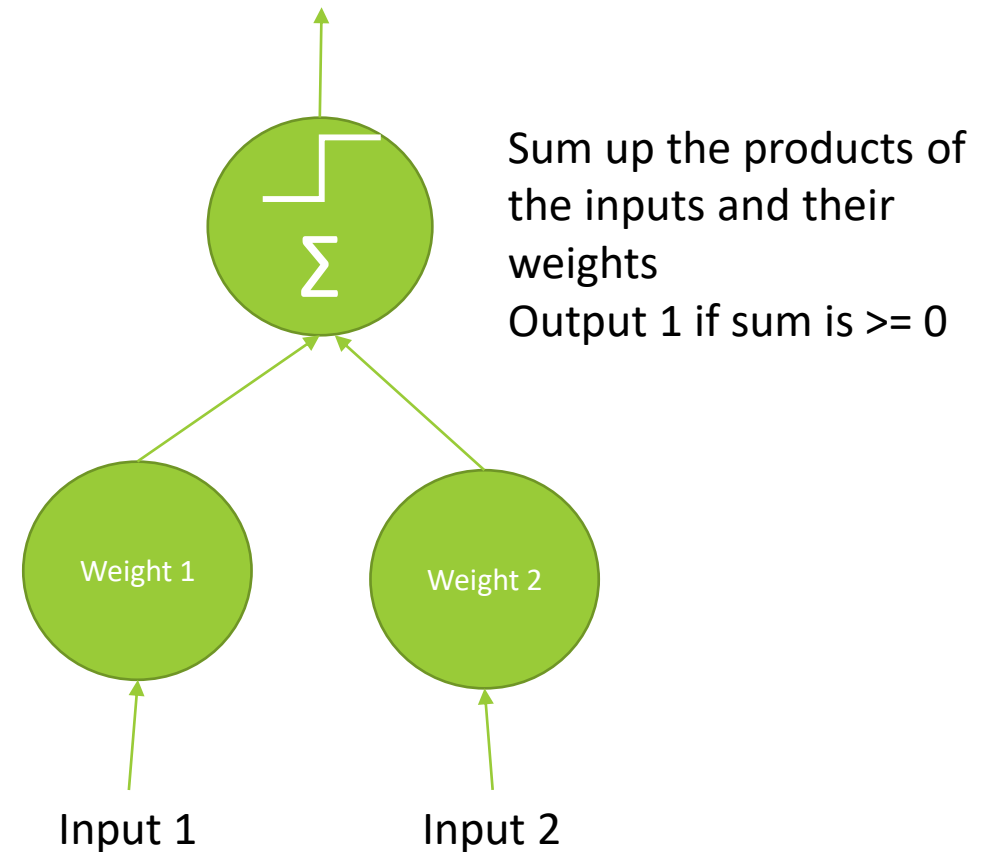 Σ
Sum up the products of
the inputs and their
weights
Output 1 if sum is >= 0
Weight 1
Weight 2
Input 1
Input 2